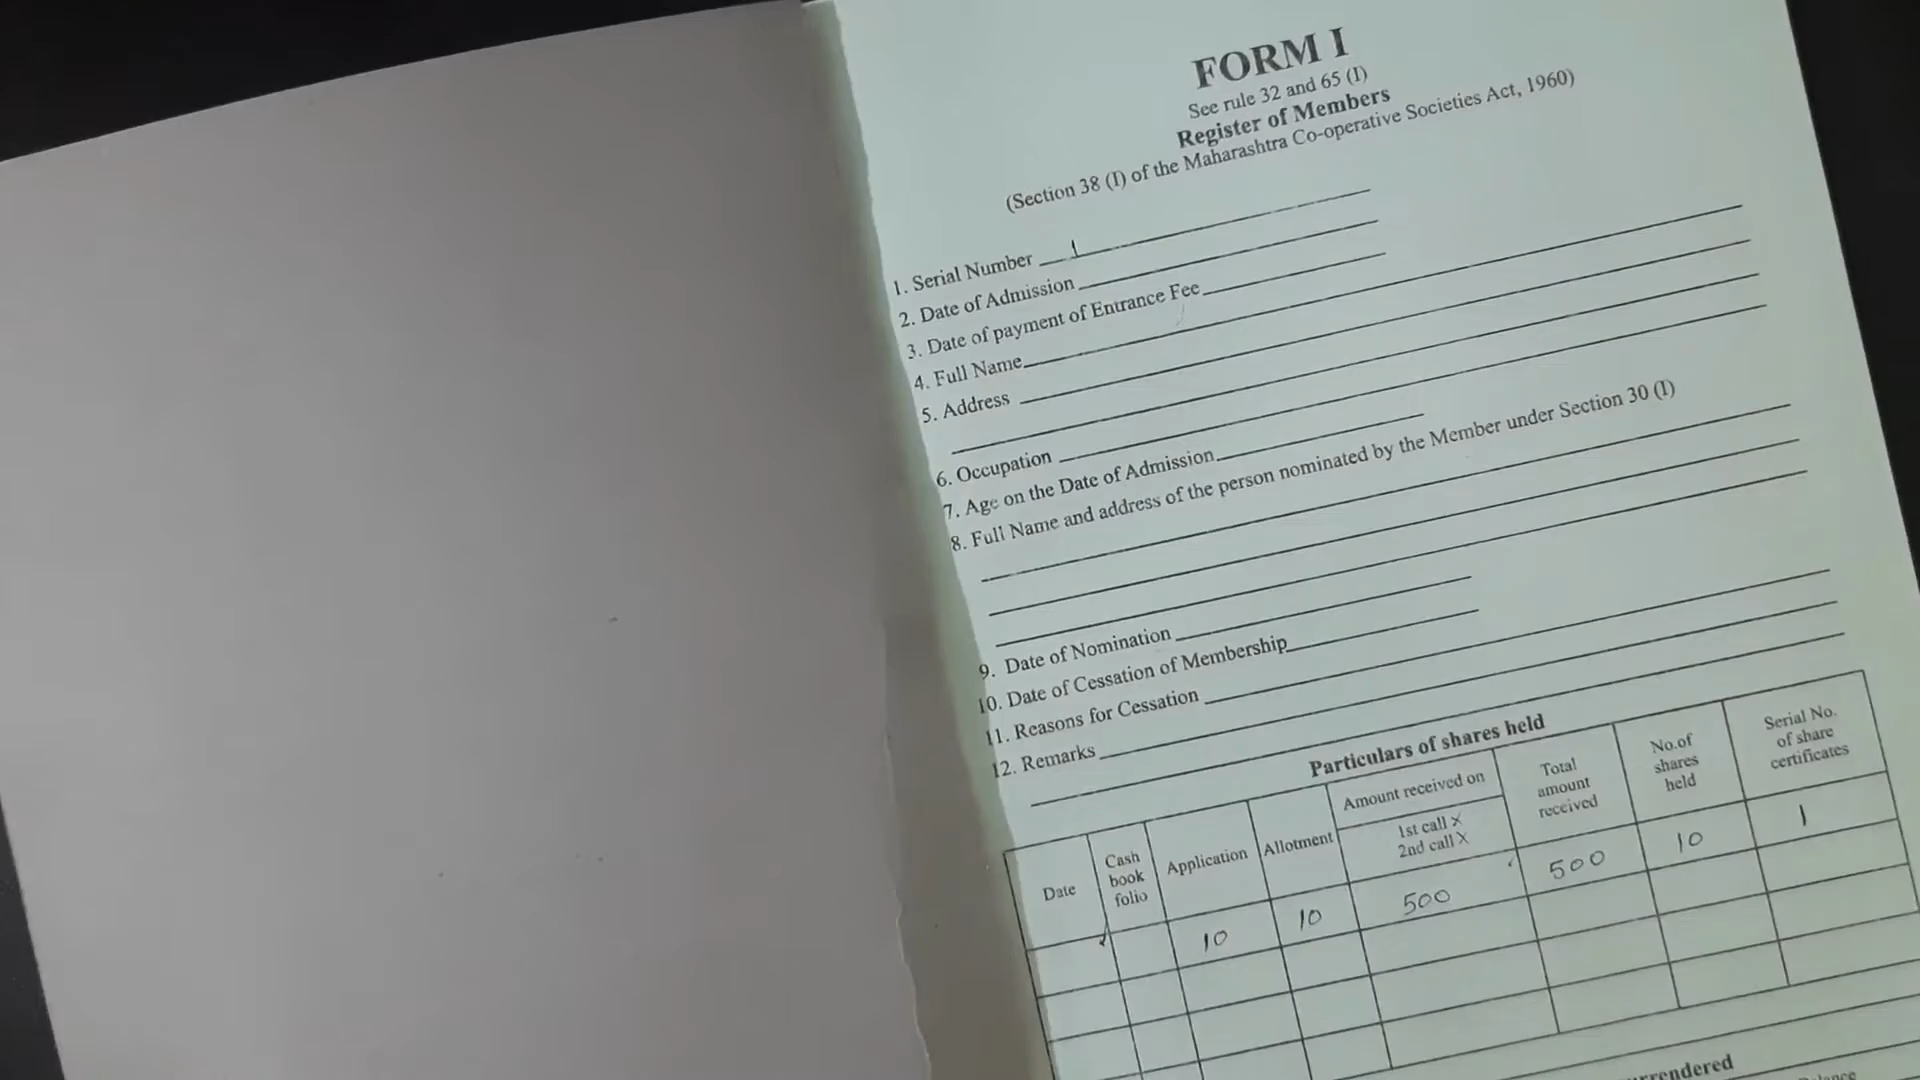 FORM I
See rule 32 and 65 (I)
Register of Members
(Section 38 (I) of the Maharashtra Co-operative Societies Act, 1960)
1. Serial Number 1
2. Date of Admission
3. Date of payment of Entrance Fee
4. Full Name
5. Address
6. Occupation
7. Age on the Date of Admission
8. Full Name and address of the person nominated by the Member under Section 30 (I)
9. Date of Nomination
10. Date of Cessation of Membership
11. Reasons for Cessation
12. Remarks
Particulars of shares held
Date
Cash book folio
Application
Allotment
Amount received on
1st call X
2nd call X
Total amount received
No.of shares held
Serial No. of share certificates
10 10 500 500 10 1